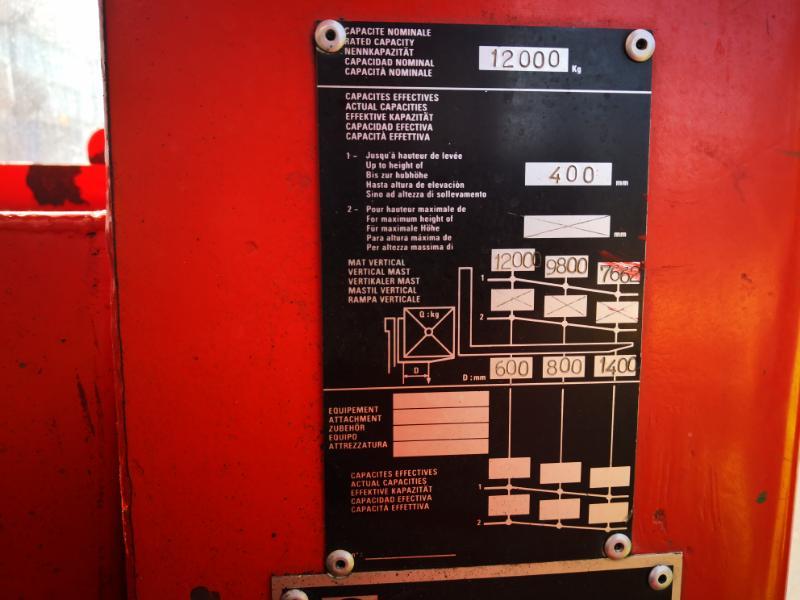 CAPACITE NOMINALE
RATED CAPACITY
NENNKAPAZITÄT
CAPACIDAD NOMINAL
CAPACITÀ NOMINALE
12000 Kg
CAPACITES EFFECTIVES
ACTUAL CAPACITIES
EFFEKTIVE KAPAZITÄT
CAPACIDAD EFECTIVA
CAPACITÀ EFFETTIVA
1 - Jusqu'à hauteur de levée
Up to height of
Bis zur hubhöhe
Hasta altura de elevación
Sino ad altezza di sollevamento
400 mm
2 - Pour hauteur maximale de
For maximum height of
Für maximale Höhe
Para altura máxima de
Per altezza massima di
mm
MAT VERTICAL
VERTICAL MAST
VERTIKALER MAST
MASTIL VERTICAL
RAMPA VERTICALE
12000 9800 7662
1
2
Q : kg
D
D : mm 600 800 1400
EQUIPEMENT
ATTACHMENT
ZUBEHÖR
EQUIPO
ATTREZZATURA
CAPACITES EFFECTIVES
ACTUAL CAPACITIES
EFFEKTIVE KAPAZITÄT
CAPACIDAD EFECTIVA
CAPACITÀ EFFETTIVA
1
2